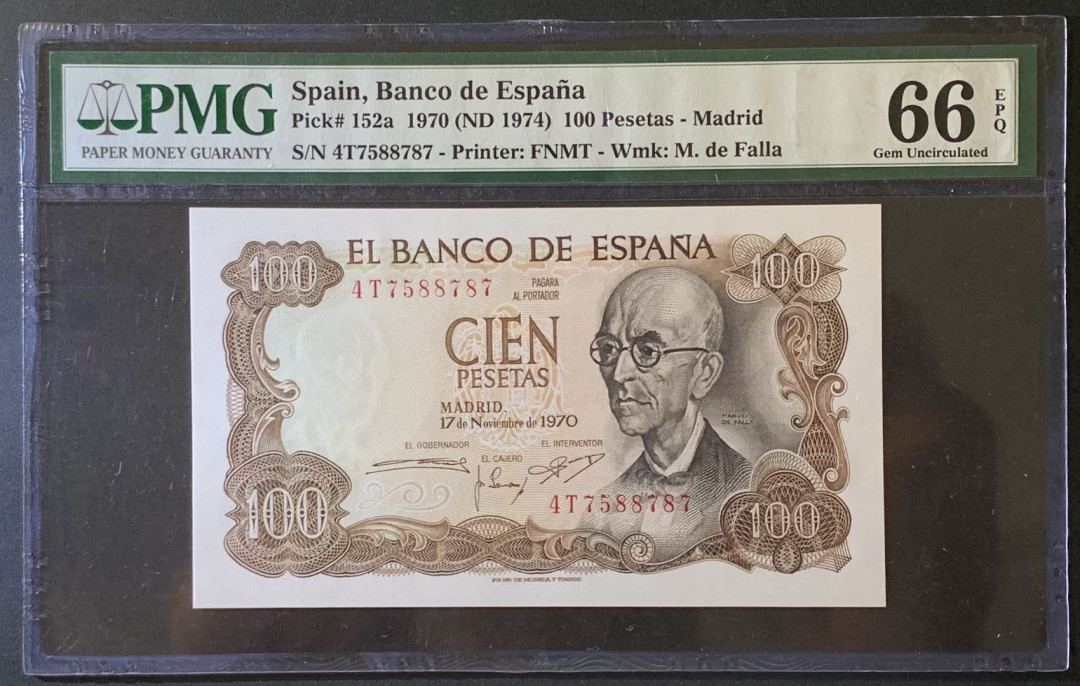 PMG
PAPER MONEY GUARANTY
Spain, Banco de España
Pick# 152a 1970 (ND 1974) 100 Pesetas - Madrid
S/N 4T7588787 - Printer: FNMT - Wmk: M. de Falla
66
EPQ
Gem Uncirculated
EL BANCO DE ESPAÑA
100
100
4T7588787
PAGARA
AL PORTADOR
CIEN
PESETAS
MADRID,
17 de Noviembre de 1970
MANUEL
DE FALLA
EL GOBERNADOR
EL INTERVENTOR
EL CAJERO
4T7588787
100
100